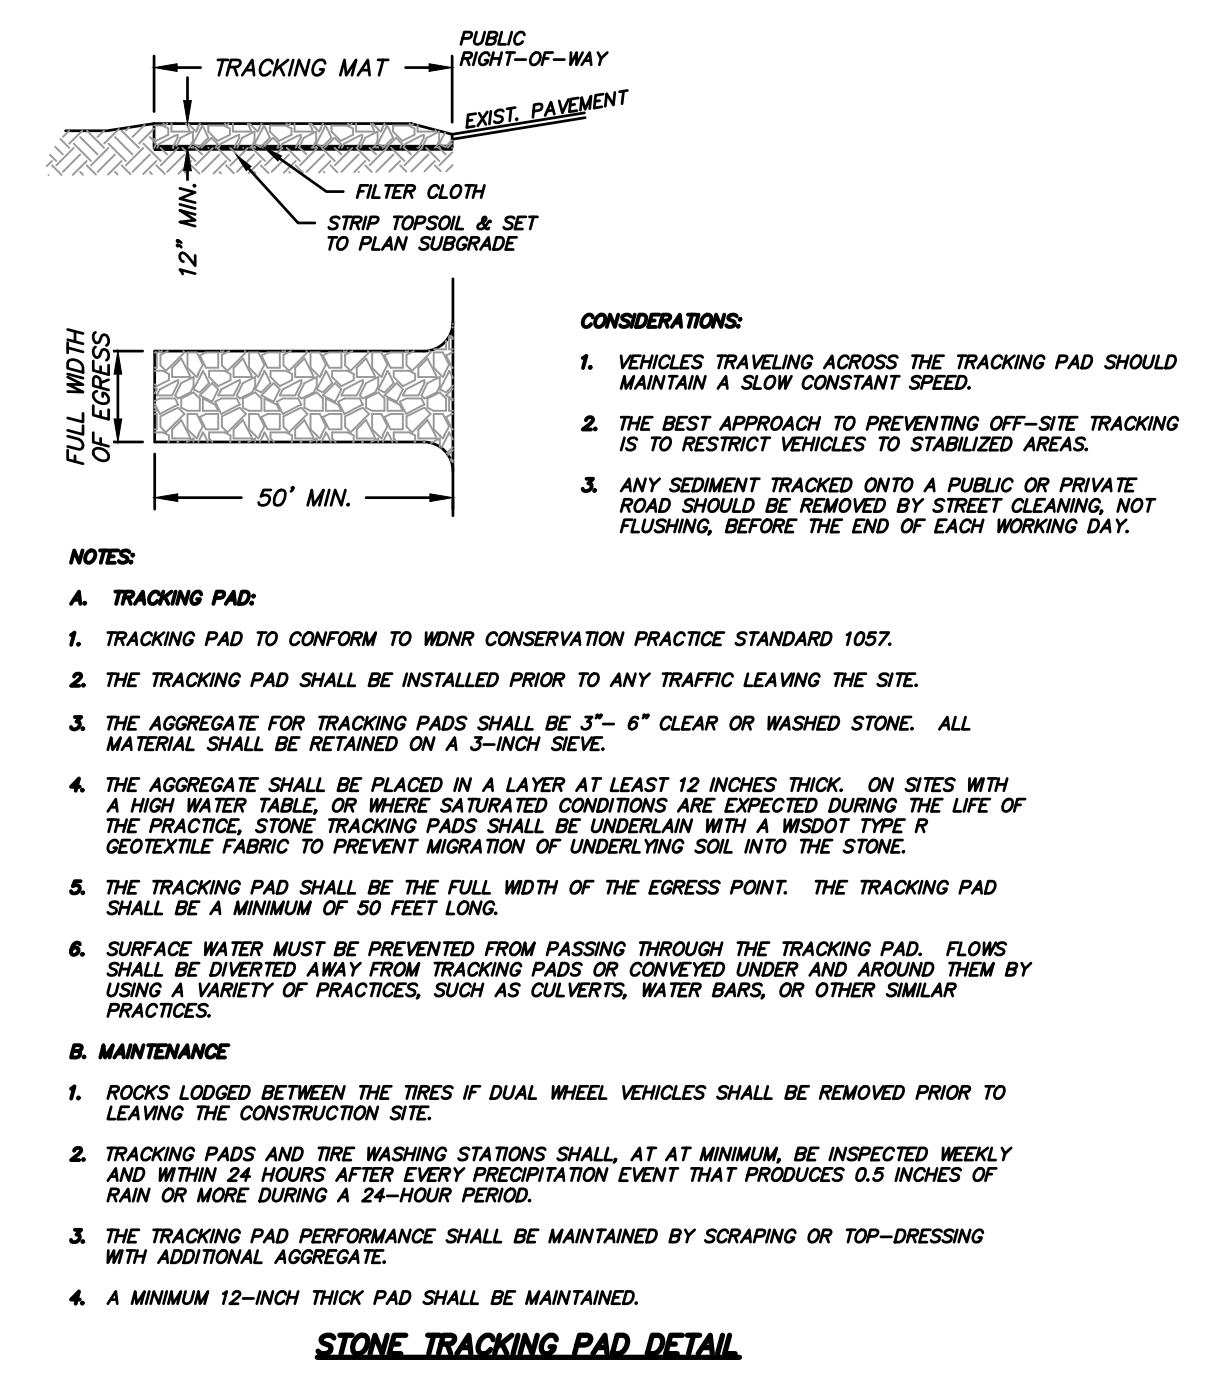 PUBLIC
RIGHT-OF-WAY
TRACKING MAT
EXIST. PAVEMENT
12" MIN.
FILTER CLOTH
STRIP TOPSOIL & SET
TO PLAN SUBGRADE
FULL WIDTH
OF EGRESS
50' MIN.
CONSIDERATIONS:
1. VEHICLES TRAVELING ACROSS THE TRACKING PAD SHOULD
MAINTAIN A SLOW CONSTANT SPEED.
2. THE BEST APPROACH TO PREVENTING OFF-SITE TRACKING
IS TO RESTRICT VEHICLES TO STABILIZED AREAS.
3. ANY SEDIMENT TRACKED ONTO A PUBLIC OR PRIVATE
ROAD SHOULD BE REMOVED BY STREET CLEANING, NOT
FLUSHING, BEFORE THE END OF EACH WORKING DAY.
NOTES:
A. TRACKING PAD:
1. TRACKING PAD TO CONFORM TO WDNR CONSERVATION PRACTICE STANDARD 1057.
2. THE TRACKING PAD SHALL BE INSTALLED PRIOR TO ANY TRAFFIC LEAVING THE SITE.
3. THE AGGREGATE FOR TRACKING PADS SHALL BE 3"- 6" CLEAR OR WASHED STONE. ALL
MATERIAL SHALL BE RETAINED ON A 3-INCH SIEVE.
4. THE AGGREGATE SHALL BE PLACED IN A LAYER AT LEAST 12 INCHES THICK. ON SITES WITH
A HIGH WATER TABLE, OR WHERE SATURATED CONDITIONS ARE EXPECTED DURING THE LIFE OF
THE PRACTICE, STONE TRACKING PADS SHALL BE UNDERLAIN WITH A WISDOT TYPE R
GEOTEXTILE FABRIC TO PREVENT MIGRATION OF UNDERLYING SOIL INTO THE STONE.
5. THE TRACKING PAD SHALL BE THE FULL WIDTH OF THE EGRESS POINT. THE TRACKING PAD
SHALL BE A MINIMUM OF 50 FEET LONG.
6. SURFACE WATER MUST BE PREVENTED FROM PASSING THROUGH THE TRACKING PAD. FLOWS
SHALL BE DIVERTED AWAY FROM TRACKING PADS OR CONVEYED UNDER AND AROUND THEM BY
USING A VARIETY OF PRACTICES, SUCH AS CULVERTS, WATER BARS, OR OTHER SIMILAR
PRACTICES.
B. MAINTENANCE
1. ROCKS LODGED BETWEEN THE TIRES IF DUAL WHEEL VEHICLES SHALL BE REMOVED PRIOR TO
LEAVING THE CONSTRUCTION SITE.
2. TRACKING PADS AND TIRE WASHING STATIONS SHALL, AT AT MINIMUM, BE INSPECTED WEEKLY
AND WITHIN 24 HOURS AFTER EVERY PRECIPITATION EVENT THAT PRODUCES 0.5 INCHES OF
RAIN OR MORE DURING A 24-HOUR PERIOD.
3. THE TRACKING PAD PERFORMANCE SHALL BE MAINTAINED BY SCRAPING OR TOP-DRESSING
WITH ADDITIONAL AGGREGATE.
4. A MINIMUM 12-INCH THICK PAD SHALL BE MAINTAINED.
STONE TRACKING PAD DETAIL